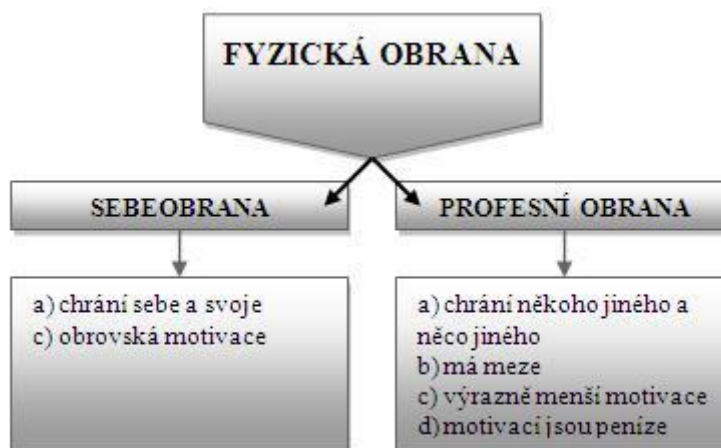 FYZICKÁ OBRANA
SEBEOBRANA
PROFESNÍ OBRANA
a) chrání sebe a svoje
c) obrovská motivace
a) chrání někoho jiného a
něco jiného
b) má meze
c) výrazně menší motivace
d) motivací jsou peníze